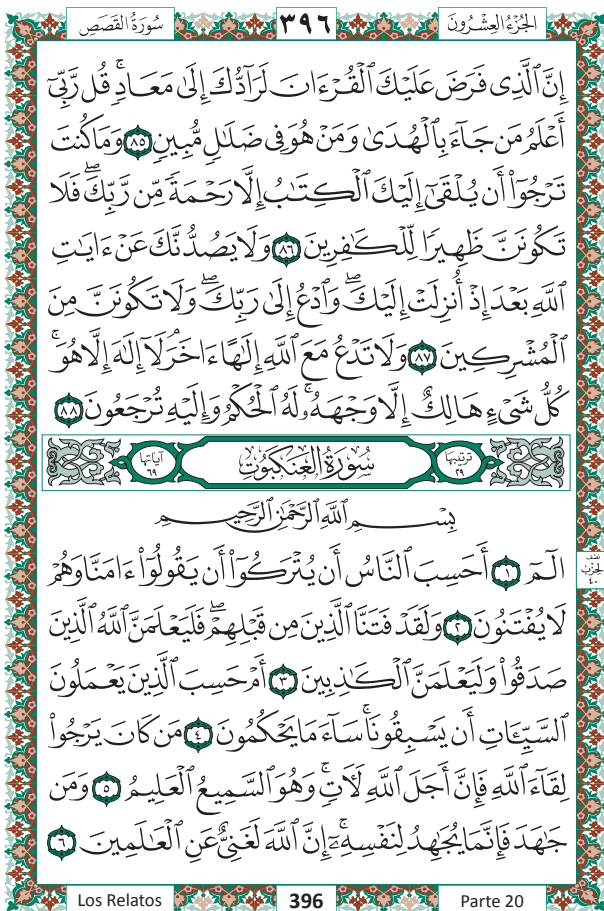 سُورَةُ القَصَصِ ٣٩٦ الجُزْءُ العِشْرُونَ
إِنَّ ٱلَّذِى فَرَضَ عَلَيْكَ ٱلْقُرْءَانَ لَرَآدُّكَ إِلَىٰ مَعَادٍۚ قُل رَّبِّىٓ
أَعْلَمُ مَن جَآءَ بِٱلْهُدَىٰ وَمَنْ هُوَ فِى ضَلَٰلٍ مُّبِينٍ ٨٥ وَمَا كُنتَ
تَرْجُوٓا۟ أَن يُلْقَىٰٓ إِلَيْكَ ٱلْكِتَٰبُ إِلَّا رَحْمَةً مِّن رَّبِّكَۖ فَلَا
تَكُونَنَّ ظَهِيرًا لِّلْكَٰفِرِينَ ٨٦ وَلَا يَصُدُّنَّكَ عَنْ ءَايَٰتِ
ٱللَّهِ بَعْدَ إِذْ أُنزِلَتْ إِلَيْكَۖ وَٱدْعُ إِلَىٰ رَبِّكَۖ وَلَا تَكُونَنَّ مِنَ
ٱلْمُشْرِكِينَ ٨٧ وَلَا تَدْعُ مَعَ ٱللَّهِ إِلَٰهًا ءَاخَرَۘ لَآ إِلَٰهَ إِلَّا هُوَۚ
كُلُّ شَىْءٍ هَالِكٌ إِلَّا وَجْهَهُۥۚ لَهُ ٱلْحُكْمُ وَإِلَيْهِ تُرْجَعُونَ ٨٨
ترتيبها ٢٩ سُورَةُ العَنكَبُوتِ آياتها ٦٩
بِسْمِ ٱللَّهِ ٱلرَّحْمَٰنِ ٱلرَّحِيمِ
الٓمٓ ١ أَحَسِبَ ٱلنَّاسُ أَن يُتْرَكُوٓا۟ أَن يَقُولُوٓا۟ ءَامَنَّا وَهُمْ
نصف الحزب ٤٠
لَا يُفْتَنُونَ ٢ وَلَقَدْ فَتَنَّا ٱلَّذِينَ مِن قَبْلِهِمْۖ فَلَيَعْلَمَنَّ ٱللَّهُ ٱلَّذِينَ
صَدَقُوا۟ وَلَيَعْلَمَنَّ ٱلْكَٰذِبِينَ ٣ أَمْ حَسِبَ ٱلَّذِينَ يَعْمَلُونَ
ٱلسَّيِّـَٔاتِ أَن يَسْبِقُونَاۚ سَآءَ مَا يَحْكُمُونَ ٤ مَن كَانَ يَرْجُوا۟
لِقَآءَ ٱللَّهِ فَإِنَّ أَجَلَ ٱللَّهِ لَـَٔاتٍۚ وَهُوَ ٱلسَّمِيعُ ٱلْعَلِيمُ ٥ وَمَن
جَٰهَدَ فَإِنَّمَا يُجَٰهِدُ لِنَفْسِهِۦٓۚ إِنَّ ٱللَّهَ لَغَنِىٌّ عَنِ ٱلْعَٰلَمِينَ ٦
Los Relatos 396 Parte 20